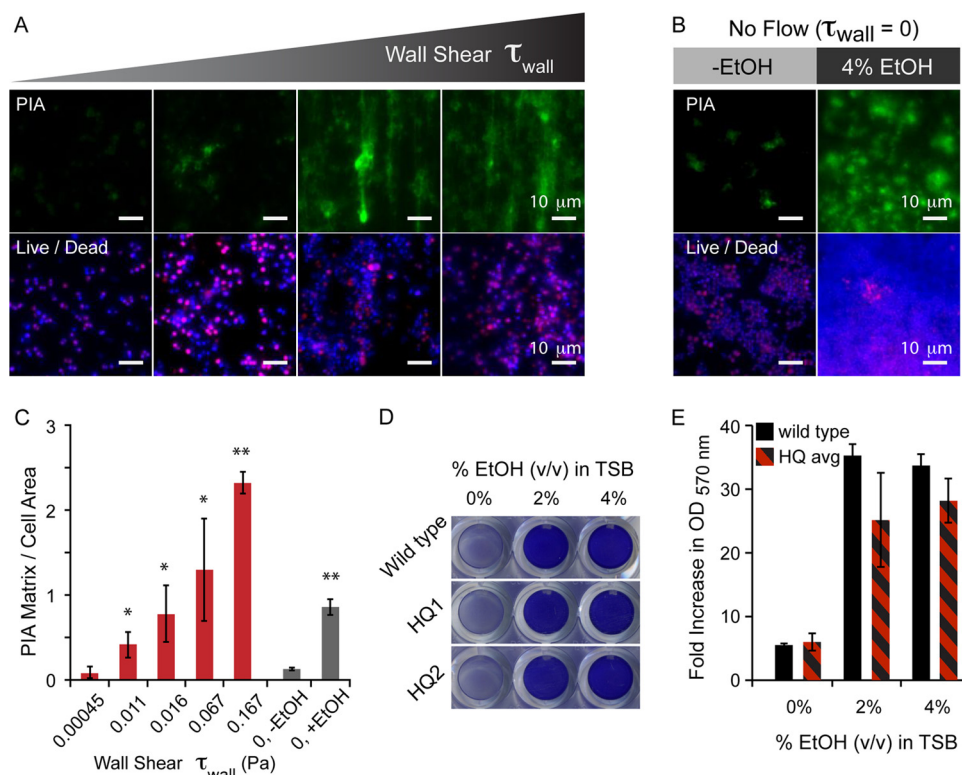 A
Wall Shear τwall
PIA
10 μm
Live / Dead
10 μm
B
No Flow (τwall = 0)
-EtOH 4% EtOH
PIA
10 μm
Live / Dead
10 μm
C
PIA Matrix / Cell Area
3
2
1
0
* * * ** **
0.00045 0.011 0.016 0.067 0.167 0, -EtOH 0, +EtOH
Wall Shear τwall (Pa)
D
% EtOH (v/v) in TSB
0% 2% 4%
Wild type
HQ1
HQ2
E
Fold Increase in OD 570 nm
40
30
20
10
0
wild type
HQ avg
0% 2% 4%
% EtOH (v/v) in TSB